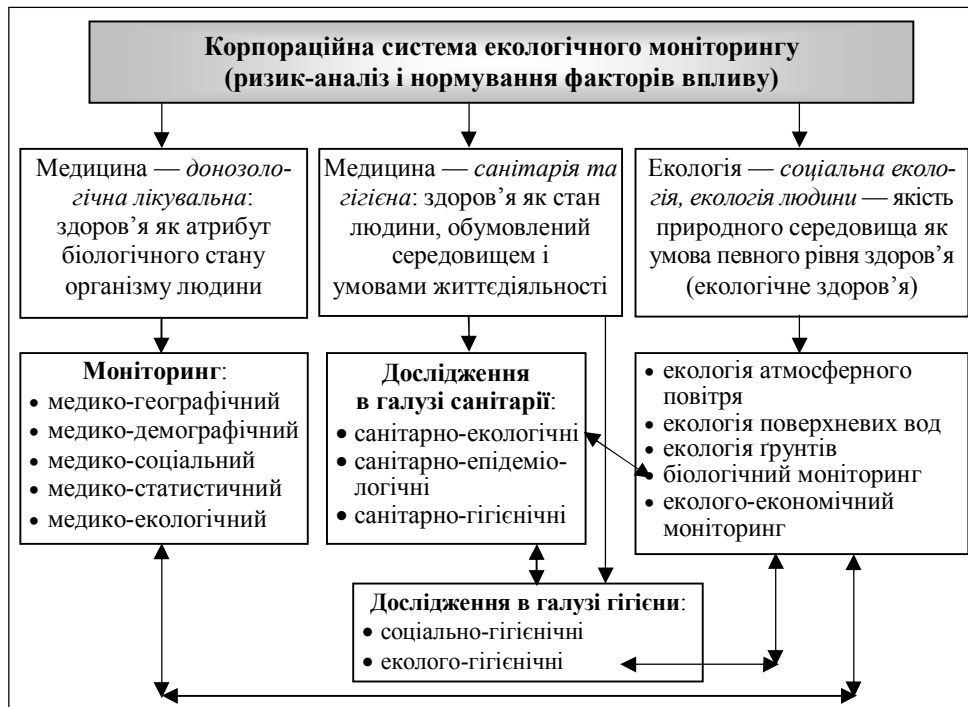 Корпораційна система екологічного моніторингу
(ризик-аналіз і нормування факторів впливу)
Медицина — донозоло-
гічна лікувальна:
здоров’я як атрибут
біологічного стану
організму людини
Медицина — санітарія та
гігієна: здоров’я як стан
людини, обумовлений
середовищем і
умовами життєдіяльності
Екологія — соціальна еколо-
гія, екологія людини — якість
природного середовища як
умова певного рівня здоров’я
(екологічне здоров’я)
Моніторинг:
• медико-географічний
• медико-демографічний
• медико-соціальний
• медико-статистичний
• медико-екологічний
Дослідження
в галузі санітарії:
• санітарно-екологічні
• санітарно-епідеміо-
логічні
• санітарно-гігієнічні
• екологія атмосферного
повітря
• екологія поверхневих вод
• екологія ґрунтів
• біологічний моніторинг
• еколого-економічний
моніторинг
Дослідження в галузі гігієни:
• соціально-гігієнічні
• еколого-гігієнічні